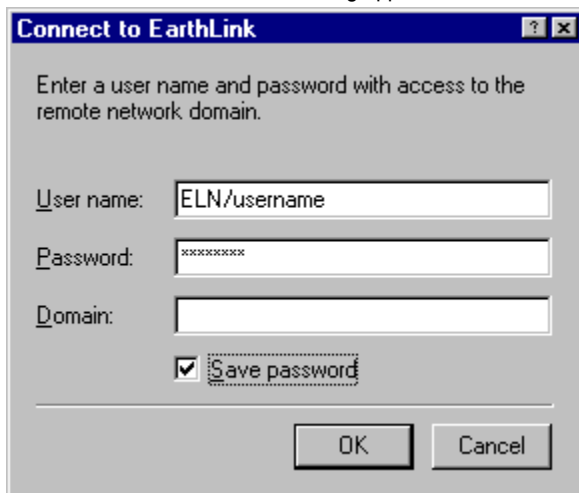 Connect to EarthLink
Enter a user name and password with access to the
remote network domain.
User name:
ELN/username
Password:
********
Domain:
Save password
OK
Cancel